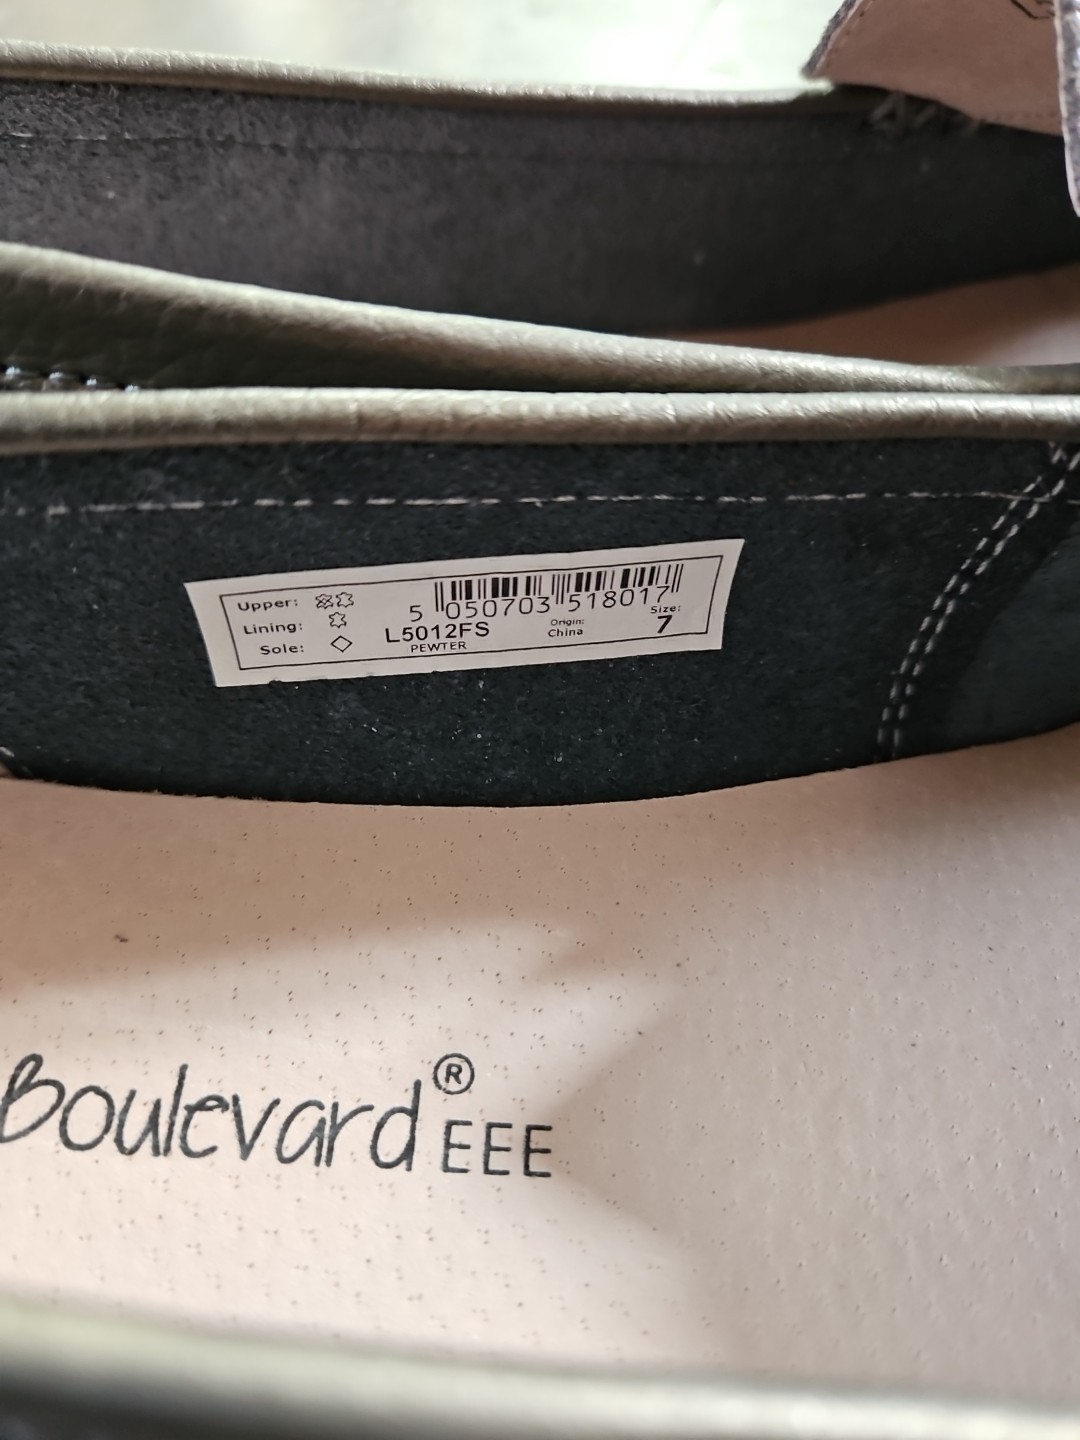 Upper:
Lining:
Sole:
5 050703 518017
L5012FS
PEWTER
Origin:
China
Size:
7
Boulevard® EEE